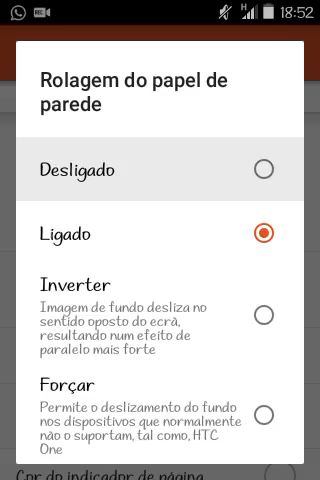 REC
H
18:52
Rolagem do papel de
parede
Desligado
Ligado
Inverter
Imagem de fundo desliza no
sentido oposto do ecrã,
resultando num efeito de
paralelo mais forte
Forçar
Permite o deslizamento do fundo
nos dispositivos que normalmente
não o suportam, tal como, HTC
One
Cor do indicador de página